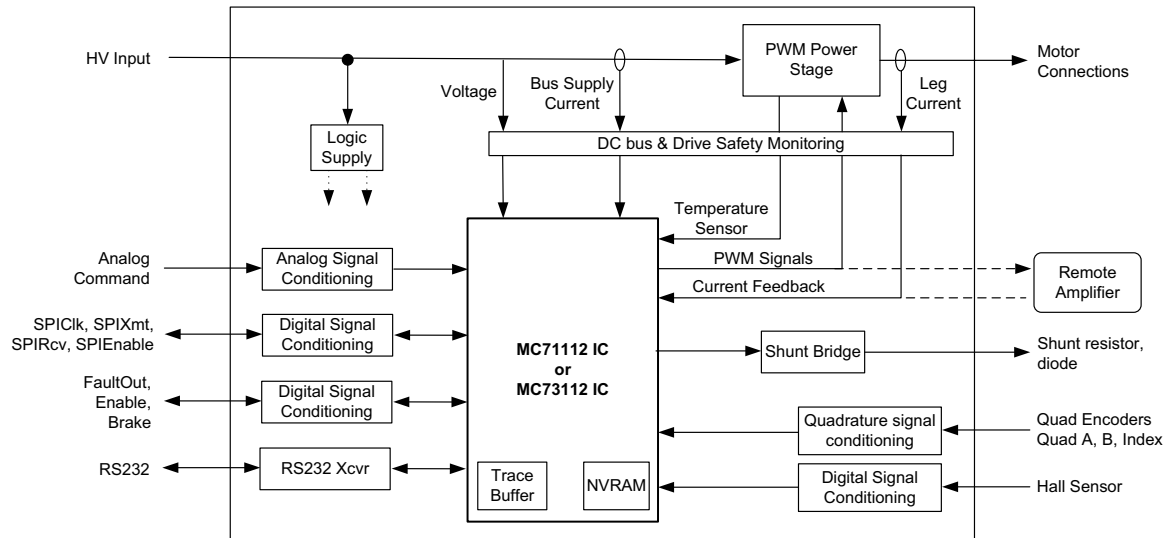 HV Input
PWM Power
Stage
Motor
Connections
Voltage
Bus Supply
Current
Leg
Current
Logic
Supply
DC bus & Drive Safety Monitoring
Temperature
Sensor
PWM Signals
Current Feedback
Remote
Amplifier
Analog
Command
Analog Signal
Conditioning
SPIClk, SPIXmt,
SPIRcv, SPIEnable
Digital Signal
Conditioning
MC71112 IC
or
MC73112 IC
Shunt Bridge
Shunt resistor,
diode
FaultOut,
Enable,
Brake
Digital Signal
Conditioning
Quadrature signal
conditioning
Quad Encoders
Quad A, B, Index
RS232
RS232 Xcvr
Trace
Buffer
NVRAM
Digital Signal
Conditioning
Hall Sensor